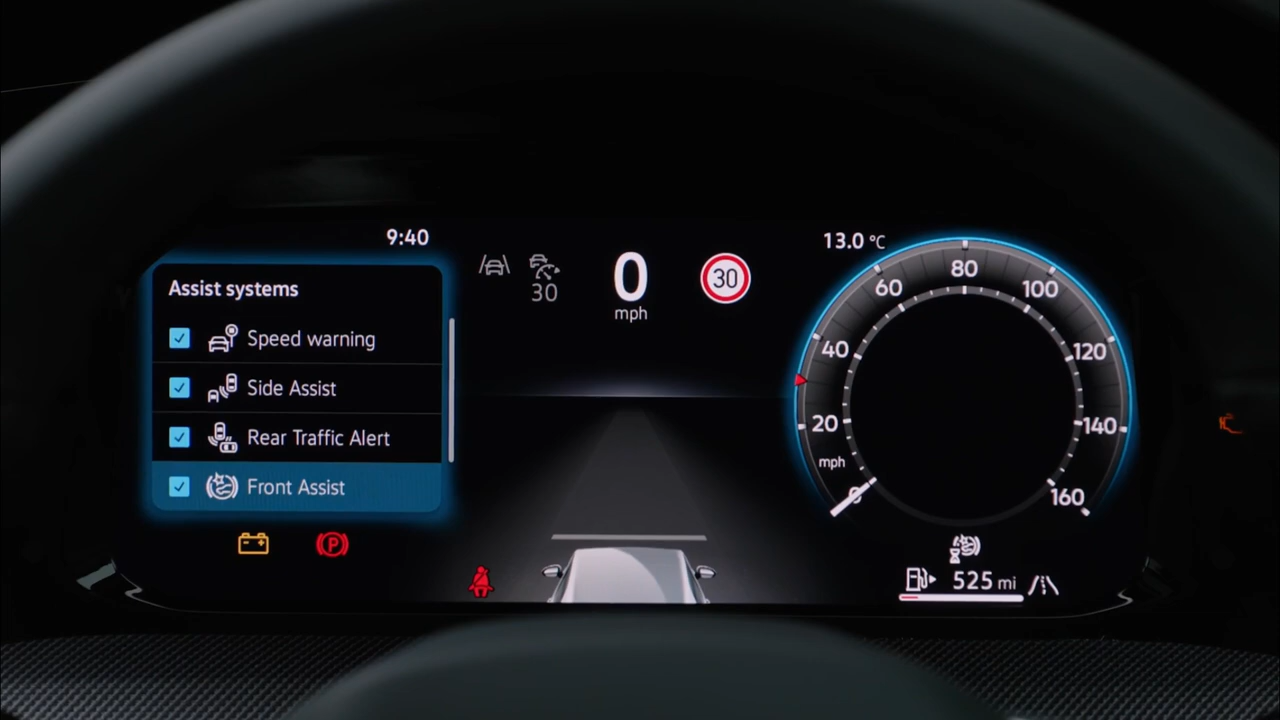 9:40
Assist systems
Speed warning
Side Assist
Rear Traffic Alert
Front Assist
30
0
mph
30
13.0 °C
0
20
40
60
80
100
120
140
160
mph
P
525 mi